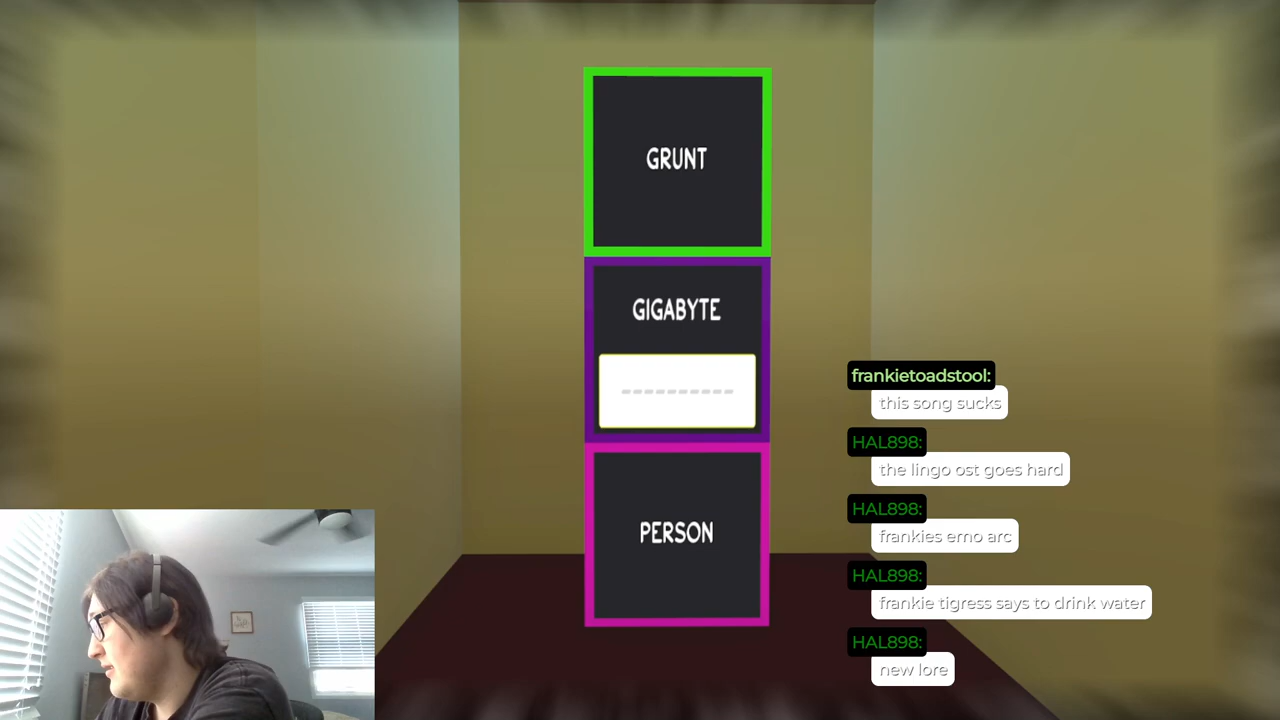 GRUNT
GIGABYTE
----------
PERSON
frankietoadstool:
this song sucks
HAL898:
the lingo ost goes hard
HAL898:
frankies emo arc
HAL898:
frankie tigress says to drink water
HAL898:
new lore